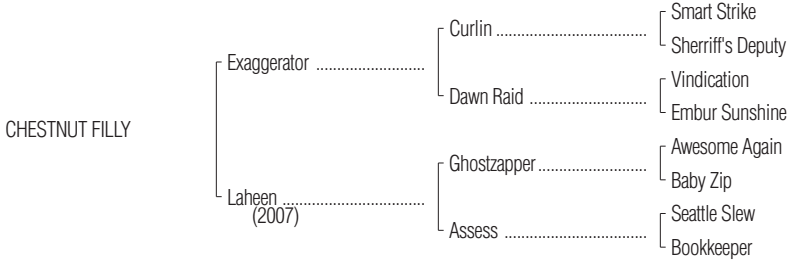 Smart Strike
Curlin ........................................
Sherriff's Deputy
Exaggerator .............................
Vindication
Dawn Raid ...............................
Embur Sunshine
CHESTNUT FILLY
Awesome Again
Ghostzapper.............................
Baby Zip
Laheen ......................................
(2007)
Seattle Slew
Assess ......................................
Bookkeeper